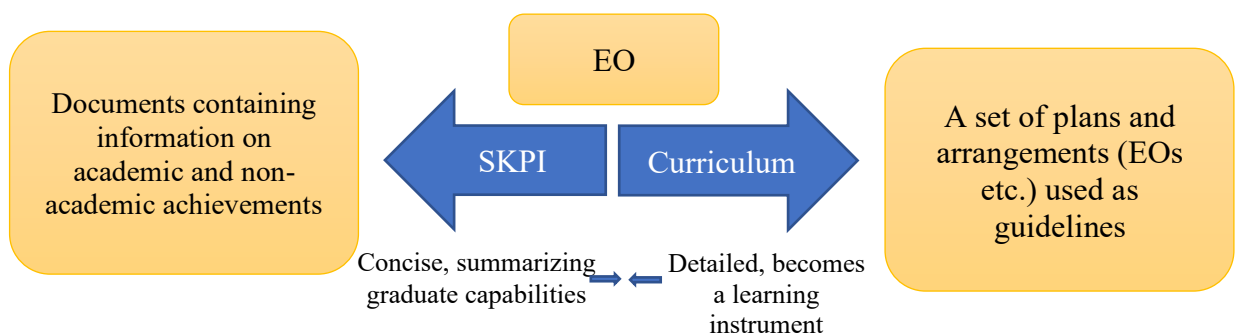 EO
Documents containing
information on
academic and non-
academic achievements
SKPI
Curriculum
A set of plans and
arrangements (EOs
etc.) used as
guidelines
Concise, summarizing
graduate capabilities
Detailed, becomes
a learning
instrument